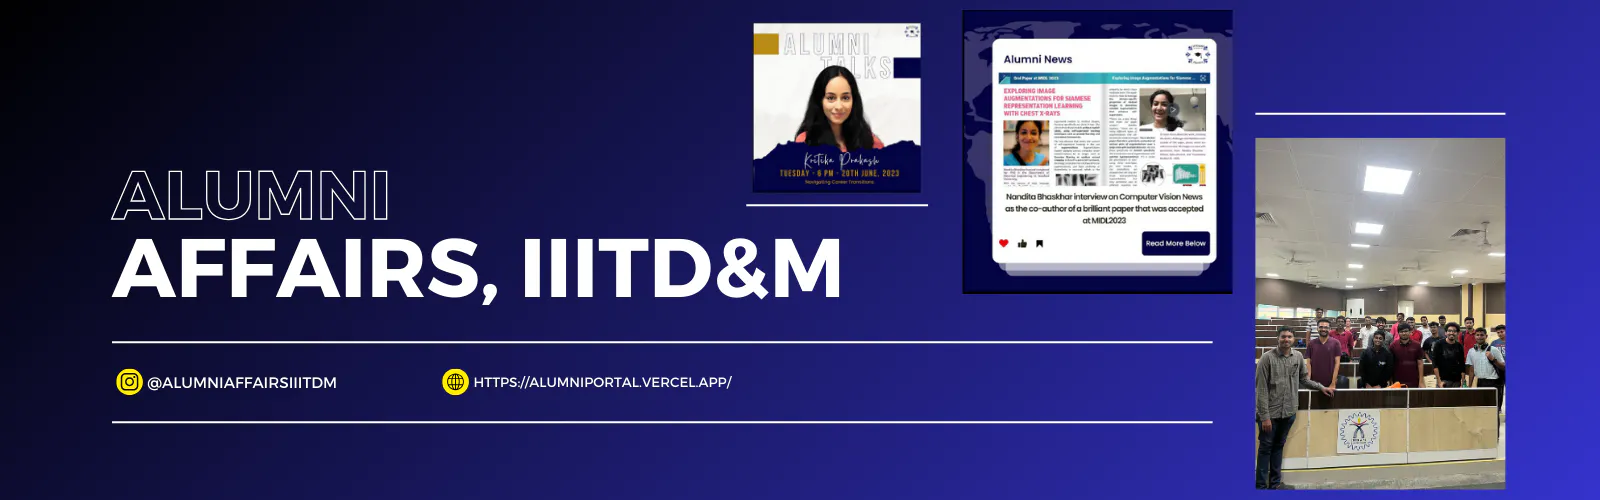 ALUMNI
AFFAIRS, IIITD&M
@ALUMNIAFFAIRSIIITDM
HTTPS://ALUMNIPORTAL.VERCEL.APP/
ALUMNI
TALKS
Kritika Prakash
TUESDAY - 6 PM - 20TH JUNE, 2023
Navigating Career Transitions
Alumni News
EXPLORING IMAGE
AUGMENTATIONS FOR SIAMESE
REPRESENTATION LEARNING
WITH CHEST X-RAYS
Nandita Bhaskhar interview on Computer Vision News
as the co-author of a brilliant paper that was accepted
at MIDL2023
Read More Below